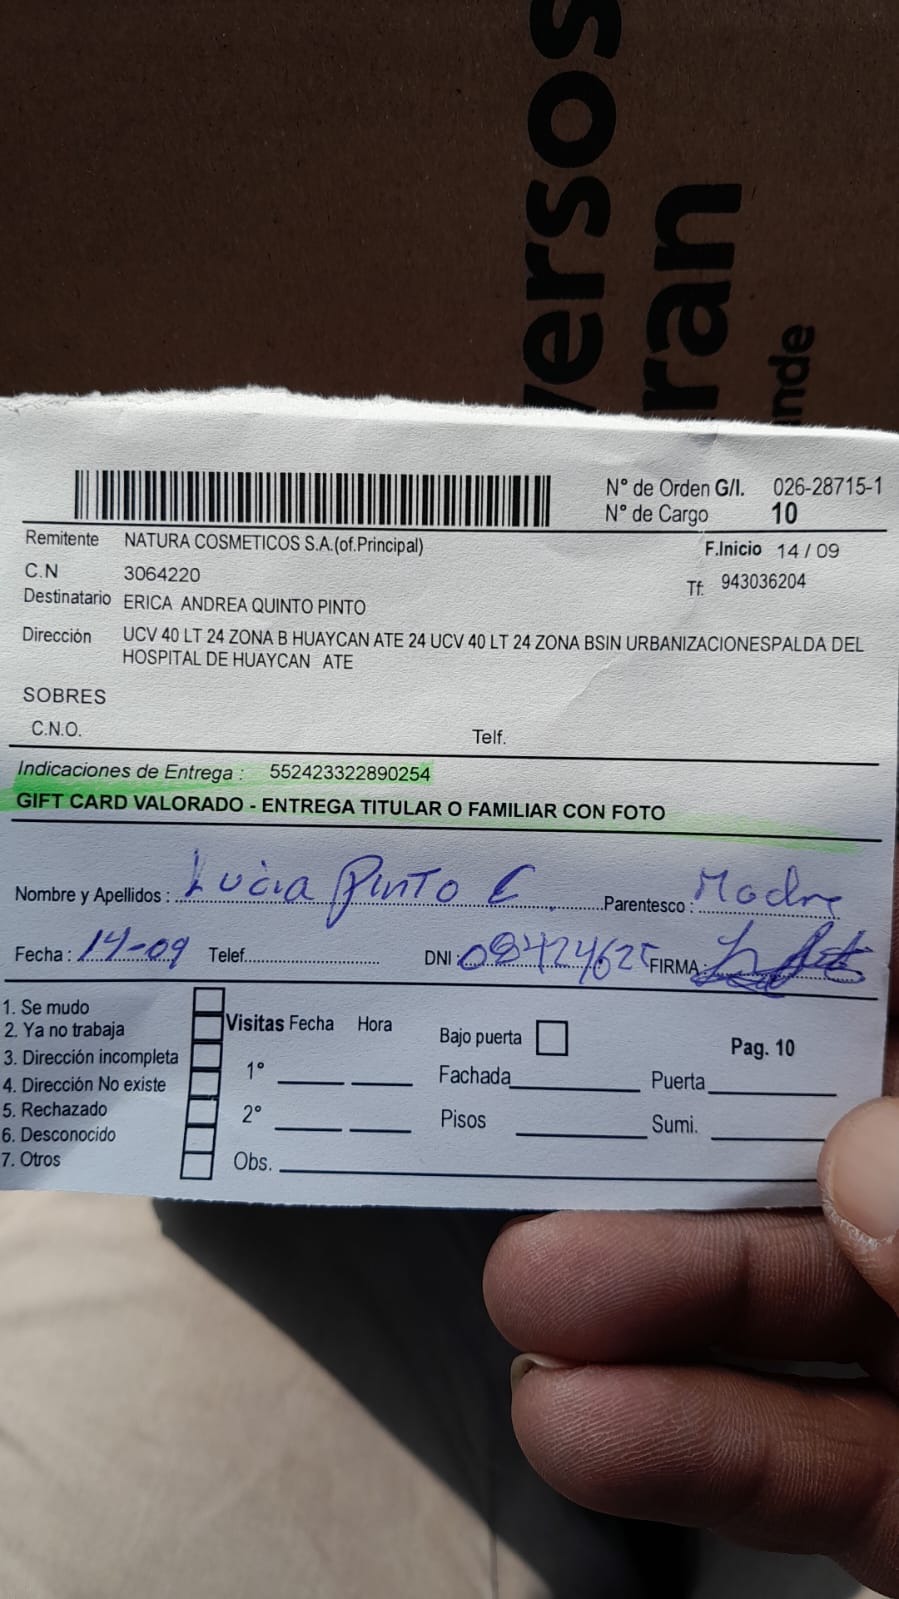 versos
ran
nde
N° de Orden G/I. 026-28715-1
N° de Cargo 10
Remitente NATURA COSMETICOS S.A.(of.Principal)
F.Inicio 14 / 09
C.N 3064220
Tf. 943036204
Destinatario ERICA ANDREA QUINTO PINTO
Dirección UCV 40 LT 24 ZONA B HUAYCAN ATE 24 UCV 40 LT 24 ZONA BSIN URBANIZACIONESPALDA DEL
HOSPITAL DE HUAYCAN ATE
SOBRES
C.N.O. Telf.
Indicaciones de Entrega : 552423322890254
GIFT CARD VALORADO - ENTREGA TITULAR O FAMILIAR CON FOTO
Nombre y Apellidos : Lucia Pinto C Parentesco : Madre
Fecha : 14-09 Telef. DNI : FIRMA :
1. Se mudo
2. Ya no trabaja
3. Dirección incompleta
4. Dirección No existe
5. Rechazado
6. Desconocido
7. Otros
Visitas Fecha Hora
1°
2°
Obs.
Bajo puerta
Fachada
Pisos
Pag. 10
Puerta
Sumi.